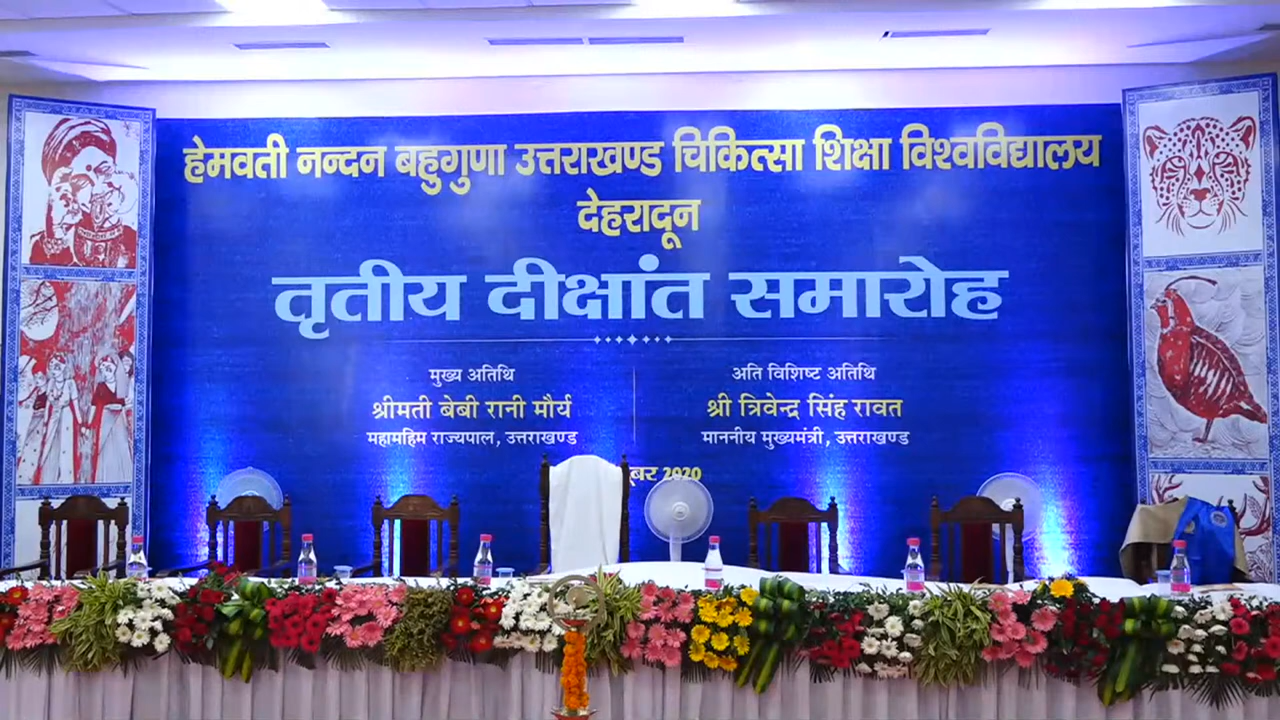 हेमवती नन्दन बहुगुणा उत्तराखण्ड चिकित्सा शिक्षा विश्वविद्यालय
देहरादून
तृतीय दीक्षांत समारोह
मुख्य अतिथि
श्रीमती बेबी रानी मौर्य
महामहिम राज्यपाल, उत्तराखण्ड
अति विशिष्ट अतिथि
श्री त्रिवेन्द्र सिंह रावत
माननीय मुख्यमंत्री, उत्तराखण्ड
2020